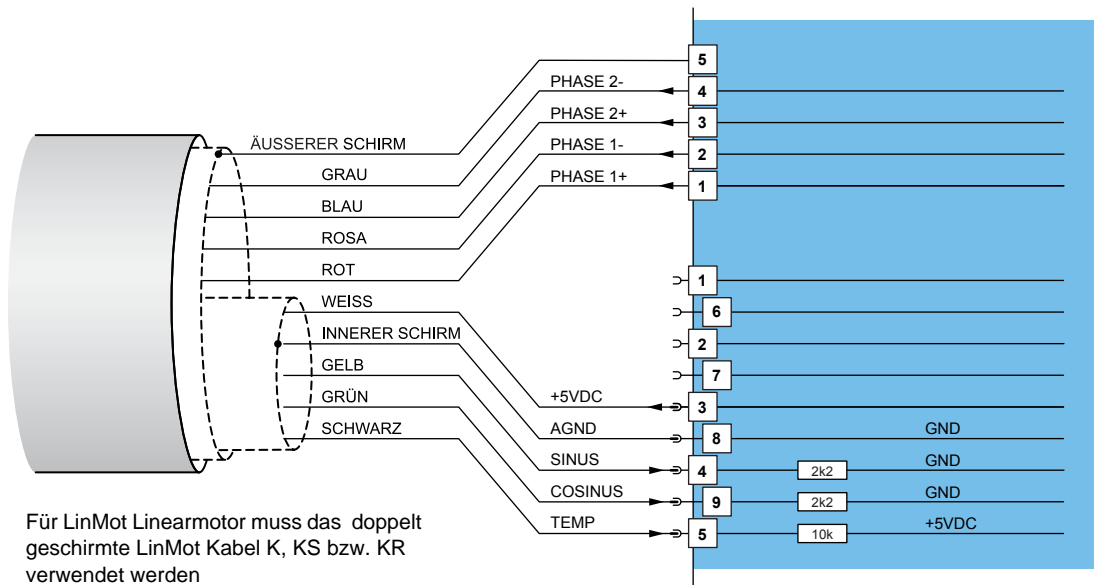 5
PHASE 2- 4
PHASE 2+ 3
ÄUSSERER SCHIRM PHASE 1- 2
GRAU PHASE 1+ 1
BLAU
ROSA
ROT 1
WEISS 6
INNERER SCHIRM 2
GELB 7
GRÜN +5VDC 3
SCHWARZ AGND 8 GND
SINUS 4 2k2 GND
COSINUS 9 2k2 GND
TEMP 5 10k +5VDC
Für LinMot Linearmotor muss das doppelt
geschirmte LinMot Kabel K, KS bzw. KR
verwendet werden